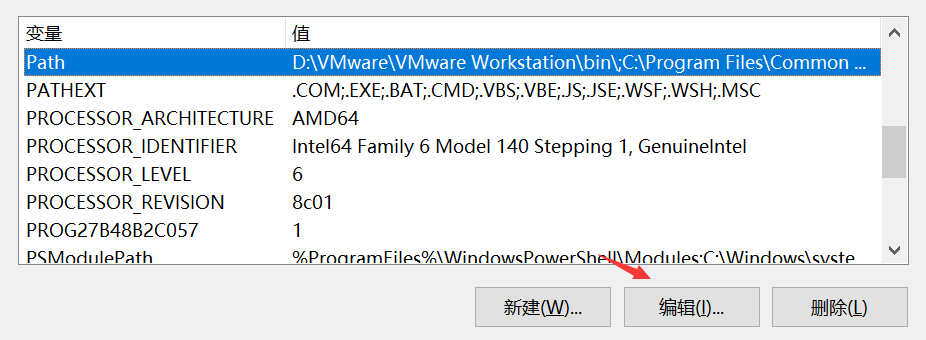 变量 值
Path D:\VMware\VMware Workstation\bin\;C:\Program Files\Common ...
PATHEXT .COM;.EXE;.BAT;.CMD;.VBS;.VBE;.JS;.JSE;.WSF;.WSH;.MSC
PROCESSOR_ARCHITECTURE AMD64
PROCESSOR_IDENTIFIER Intel64 Family 6 Model 140 Stepping 1, GenuineIntel
PROCESSOR_LEVEL 6
PROCESSOR_REVISION 8c01
PROG27B48B2C057 1
PSModulePath %ProgramFiles%\WindowsPowerShell\Modules;C:\Windows\syste
新建(W)... 编辑(I)... 删除(L)